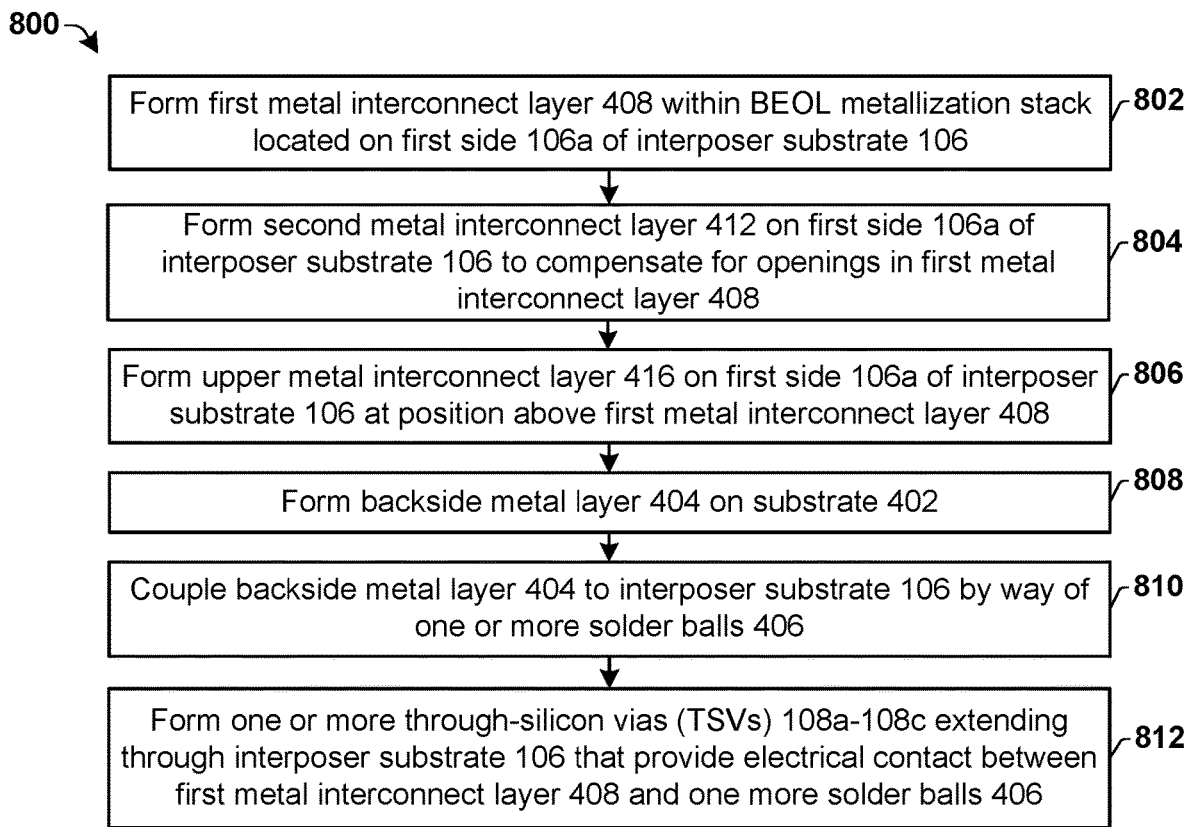 800
Form first metal interconnect layer 408 within BEOL metallization stack
located on first side 106a of interposer substrate 106
802
Form second metal interconnect layer 412 on first side 106a of
interposer substrate 106 to compensate for openings in first metal
interconnect layer 408
804
Form upper metal interconnect layer 416 on first side 106a of interposer
substrate 106 at position above first metal interconnect layer 408
806
Form backside metal layer 404 on substrate 402
808
Couple backside metal layer 404 to interposer substrate 106 by way of
one or more solder balls 406
810
Form one or more through-silicon vias (TSVs) 108a-108c extending
through interposer substrate 106 that provide electrical contact between
first metal interconnect layer 408 and one more solder balls 406
812